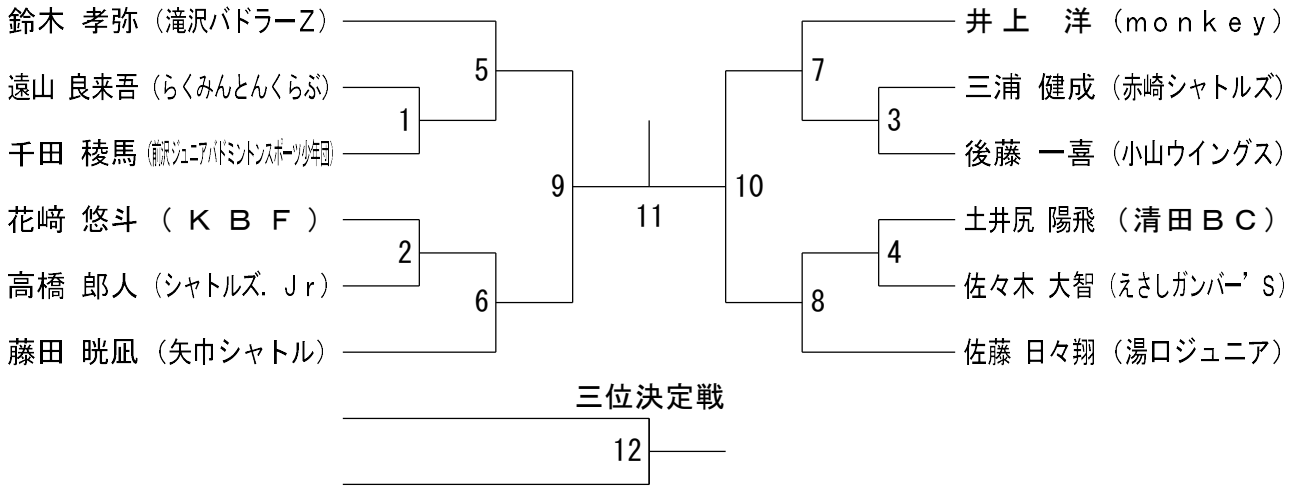 鈴木 孝弥 (滝沢バドラーZ)
5
遠山 良来吾 (らくみんとんくらぶ)
1
千田 稜馬 (前沢ジュニアバドミントンスポーツ少年団)
9
花﨑 悠斗 (KBF)
2
高橋 郎人 (シャトルズ. Jr)
6
藤田 晄凪 (矢巾シャトル)
11
井上 洋 (monkey)
7
三浦 健成 (赤崎シャトルズ)
3
後藤 一喜 (小山ウイングス)
10
土井尻 陽飛 (清田BC)
4
佐々木 大智 (えさしガンバー’S)
8
佐藤 日々翔 (湯口ジュニア)
三位決定戦
12